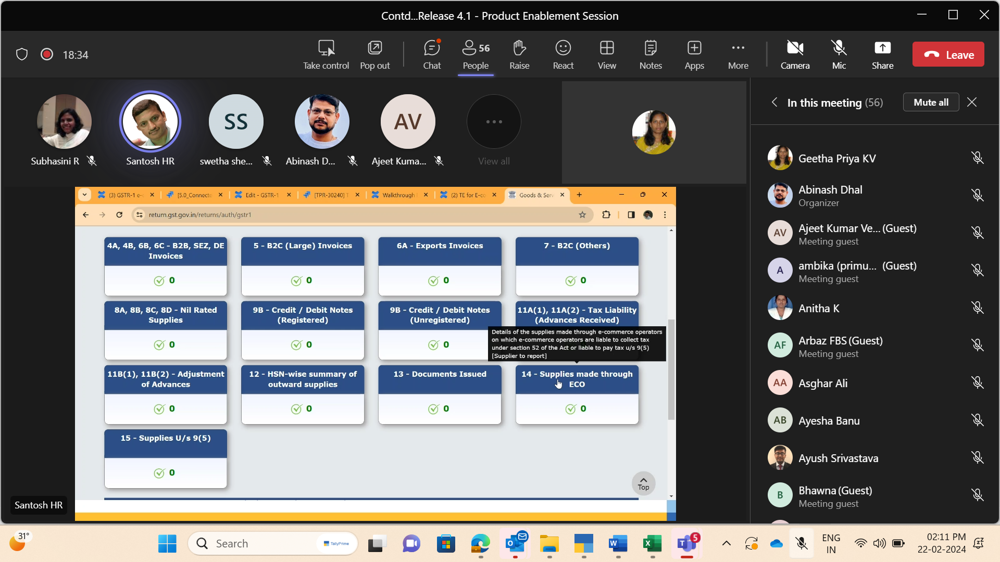 Contd...Release 4.1 - Product Enablement Session
18:34
Take control
Pop out
Chat
56
People
Raise
React
View
Notes
Apps
More
Camera
Mic
Share
Leave
Subhasini R
Santosh HR
SS
swetha she...
Abinash D...
AV
Ajeet Kuma...
View all
In this meeting (56)
Mute all
Geetha Priya KV
Abinash Dhal
Organizer
AV
Ajeet Kumar Ve... (Guest)
Meeting guest
A
ambika (primu... (Guest)
Meeting guest
Anitha K
AF
Arbaz FBS (Guest)
Meeting guest
AA
Asghar Ali
AB
Ayesha Banu
Ayush Srivastava
B
Bhawna (Guest)
Meeting guest
(3) GSTR-1 e-c
[5.0_Connecte
Edit - GSTR-1
[TPR-30240] T
Walkthrough
(2) TE for E-co
Goods & Serv
return.gst.gov.in/returns/auth/gstr1
4A, 4B, 6B, 6C - B2B, SEZ, DE
Invoices
0
5 - B2C (Large) Invoices
0
6A - Exports Invoices
0
7 - B2C (Others)
0
8A, 8B, 8C, 8D - Nil Rated
Supplies
0
9B - Credit / Debit Notes
(Registered)
0
9B - Credit / Debit Notes
(Unregistered)
0
11A(1), 11A(2) - Tax Liability
(Advances Received)
Details of the supplies made through e-commerce operators
on which e-commerce operators are liable to collect tax
under section 52 of the Act or liable to pay tax u/s 9(5)
[Supplier to report]
11B(1), 11B(2) - Adjustment
of Advances
0
12 - HSN-wise summary of
outward supplies
0
13 - Documents Issued
0
14 - Supplies made through
ECO
0
15 - Supplies U/s 9(5)
0
Top
Santosh HR
31°
Search
TallyPrime
5
ENG
IN
02:11 PM
22-02-2024